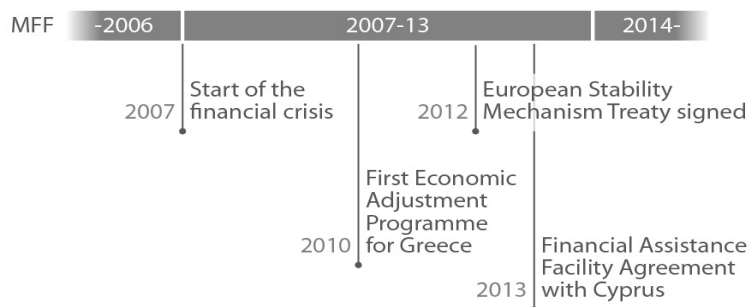 MFF
-2006
2007-13
2014-
2007
Start of the
financial crisis
2012
European Stability
Mechanism Treaty signed
2010
First Economic
Adjustment
Programme
for Greece
2013
Financial Assistance
Facility Agreement
with Cyprus